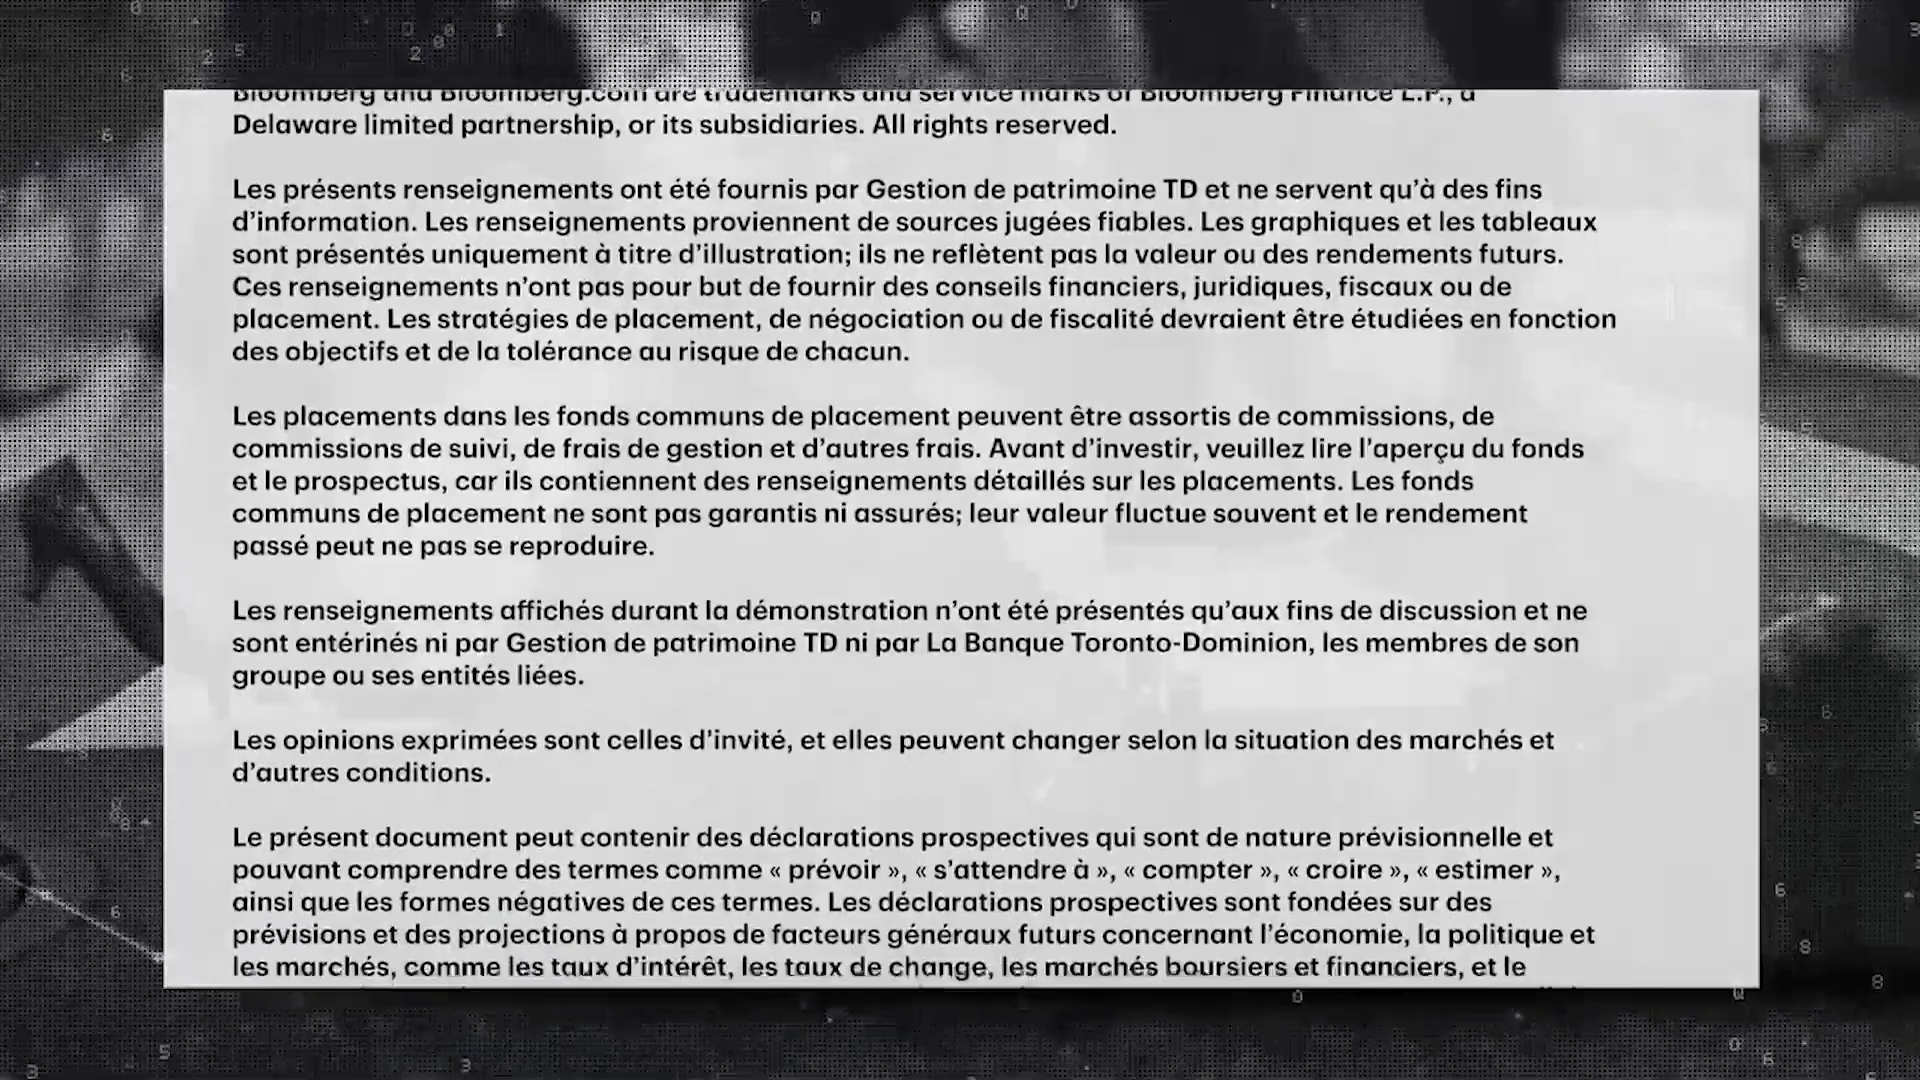 Bloomberg and Bloomberg.com are trademarks and service marks of Bloomberg Finance L.P., a
Delaware limited partnership, or its subsidiaries. All rights reserved.
Les présents renseignements ont été fournis par Gestion de patrimoine TD et ne servent qu’à des fins
d’information. Les renseignements proviennent de sources jugées fiables. Les graphiques et les tableaux
sont présentés uniquement à titre d’illustration; ils ne reflètent pas la valeur ou des rendements futurs.
Ces renseignements n’ont pas pour but de fournir des conseils financiers, juridiques, fiscaux ou de
placement. Les stratégies de placement, de négociation ou de fiscalité devraient être étudiées en fonction
des objectifs et de la tolérance au risque de chacun.
Les placements dans les fonds communs de placement peuvent être assortis de commissions, de
commissions de suivi, de frais de gestion et d’autres frais. Avant d’investir, veuillez lire l’aperçu du fonds
et le prospectus, car ils contiennent des renseignements détaillés sur les placements. Les fonds
communs de placement ne sont pas garantis ni assurés; leur valeur fluctue souvent et le rendement
passé peut ne pas se reproduire.
Les renseignements affichés durant la démonstration n’ont été présentés qu’aux fins de discussion et ne
sont entérinés ni par Gestion de patrimoine TD ni par La Banque Toronto-Dominion, les membres de son
groupe ou ses entités liées.
Les opinions exprimées sont celles d’invité, et elles peuvent changer selon la situation des marchés et
d’autres conditions.
Le présent document peut contenir des déclarations prospectives qui sont de nature prévisionnelle et
pouvant comprendre des termes comme « prévoir », « s’attendre à », « compter », « croire », « estimer »,
ainsi que les formes négatives de ces termes. Les déclarations prospectives sont fondées sur des
prévisions et des projections à propos de facteurs généraux futurs concernant l’économie, la politique et
les marchés, comme les taux d’intérêt, les taux de change, les marchés boursiers et financiers, et le